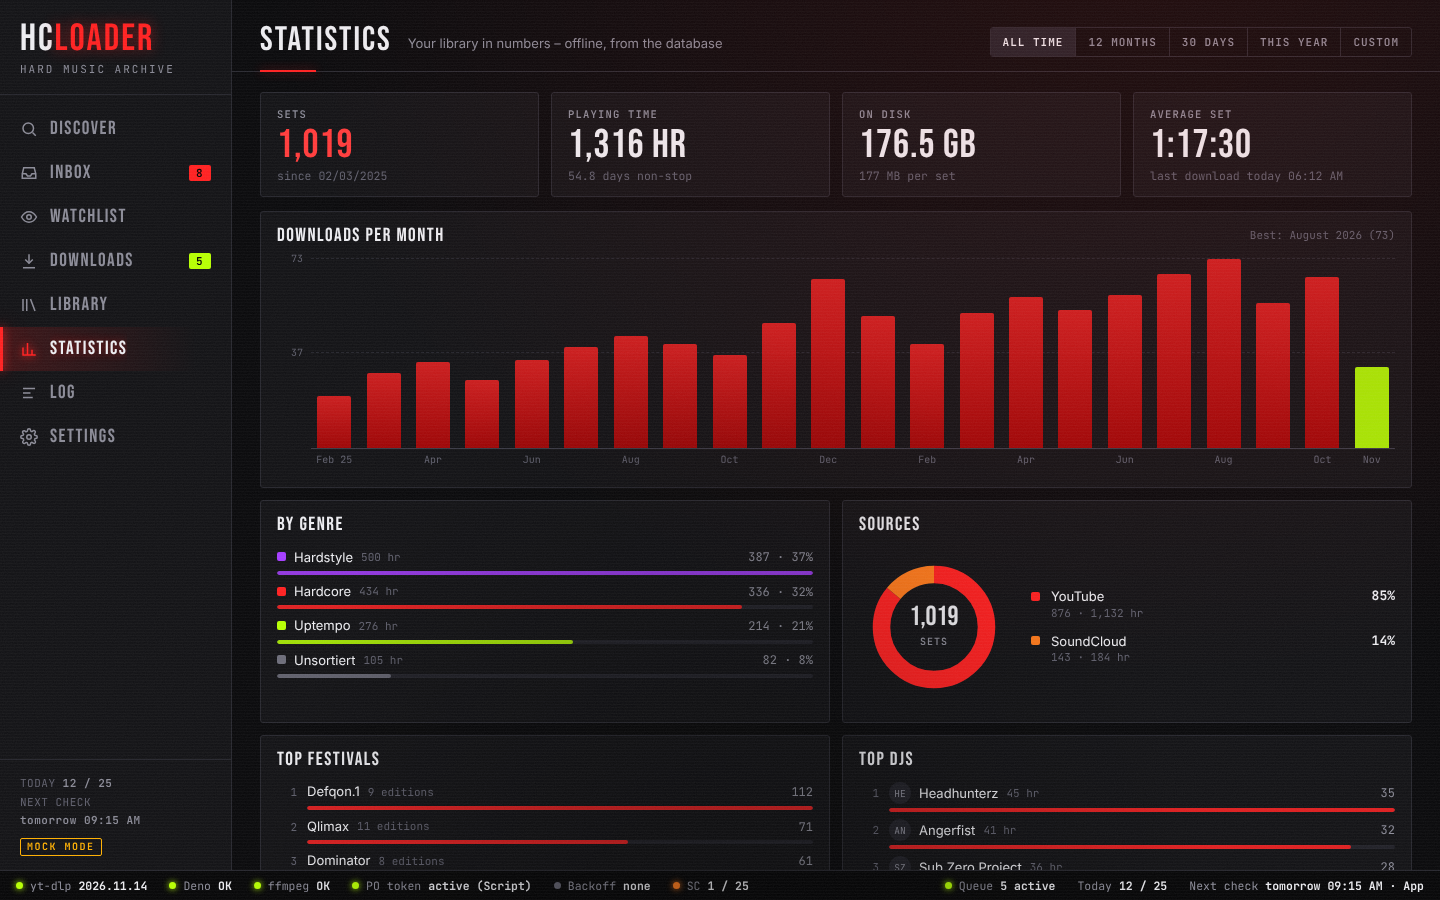 HCLOADER
HARD MUSIC ARCHIVE
DISCOVER
INBOX 8
WATCHLIST
DOWNLOADS 5
LIBRARY
STATISTICS
LOG
SETTINGS
TODAY 12 / 25
NEXT CHECK
tomorrow 09:15 AM
MOCK MODE
STATISTICS Your library in numbers – offline, from the database
ALL TIME 12 MONTHS 30 DAYS THIS YEAR CUSTOM
SETS
1,019
since 02/03/2025
PLAYING TIME
1,316 HR
54.8 days non-stop
ON DISK
176.5 GB
177 MB per set
AVERAGE SET
1:17:30
last download today 06:12 AM
DOWNLOADS PER MONTH
Best: August 2026 (73)
73
37
Feb 25 Apr Jun Aug Oct Dec Feb Apr Jun Aug Oct Nov
BY GENRE
Hardstyle 500 hr 387 · 37%
Hardcore 434 hr 336 · 32%
Uptempo 276 hr 214 · 21%
Unsortiert 105 hr 82 · 8%
SOURCES
1,019
SETS
YouTube 85%
876 · 1,132 hr
SoundCloud 14%
143 · 184 hr
TOP FESTIVALS
1 Defqon.1 9 editions 112
2 Qlimax 11 editions 71
3 Dominator 8 editions 61
TOP DJS
1 HE Headhunterz 45 hr 35
2 AN Angerfist 41 hr 32
3 SZ Sub Zero Project 36 hr 28
yt-dlp 2026.11.14 Deno OK ffmpeg OK PO token active (Script) Backoff none SC 1 / 25 Queue 5 active Today 12 / 25 Next check tomorrow 09:15 AM · App